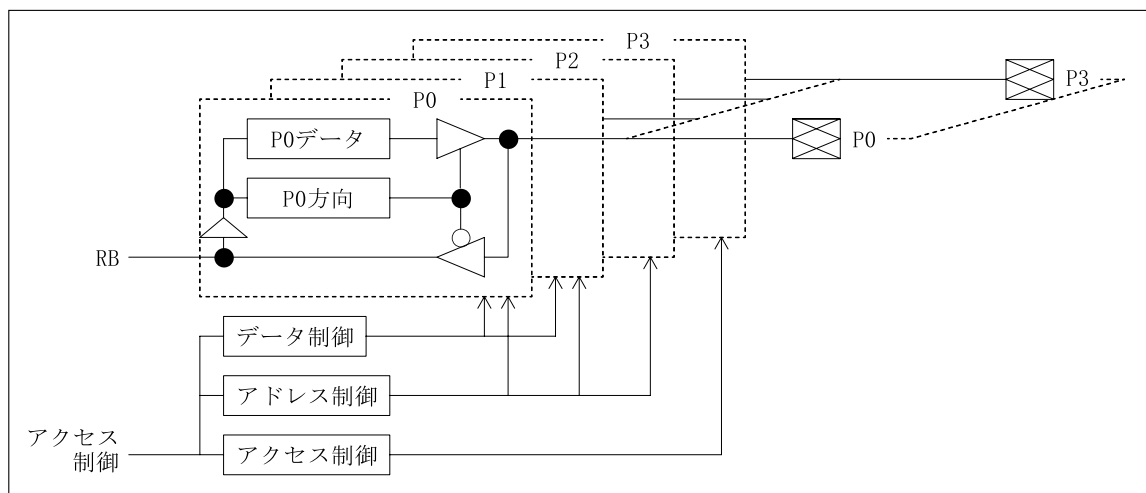 P3
P2
P1
P0
P3
P0データ
P0
P0方向
RB
データ制御
アドレス制御
アクセス
制御
アクセス制御